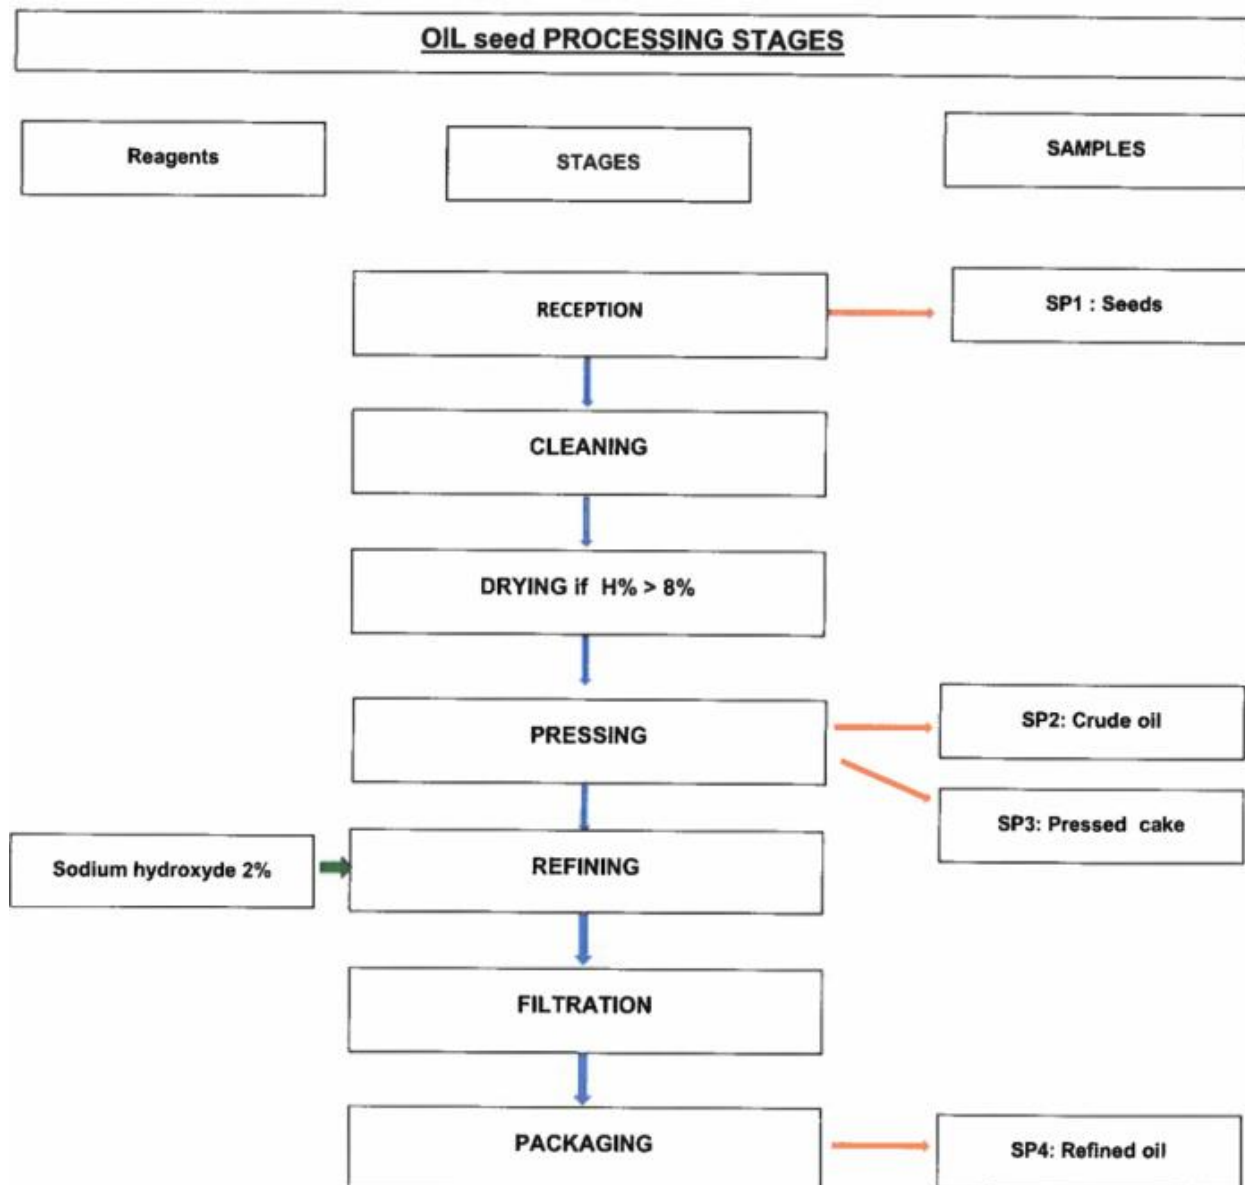 OIL seed PROCESSING STAGES
Reagents
STAGES
SAMPLES
RECEPTION
SP1 : Seeds
CLEANING
DRYING if H% > 8%
PRESSING
SP2: Crude oil
SP3: Pressed cake
Sodium hydroxyde 2%
REFINING
FILTRATION
PACKAGING
SP4: Refined oil